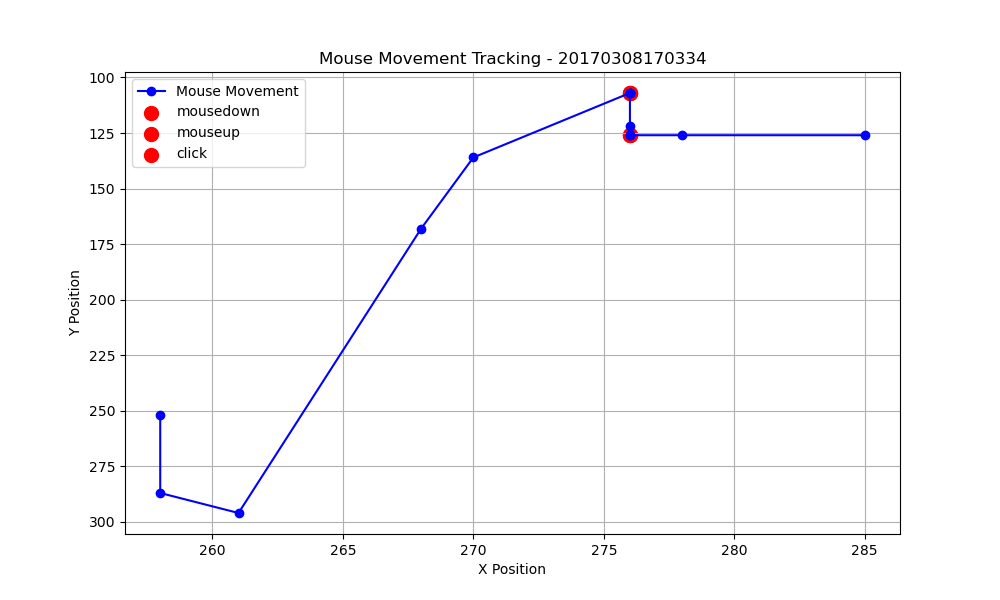 Mouse Movement Tracking - 20170308170334
Mouse Movement
mousedown
mouseup
click
100
125
150
175
200
225
250
275
300
Y Position
260
265
270
275
280
285
X Position